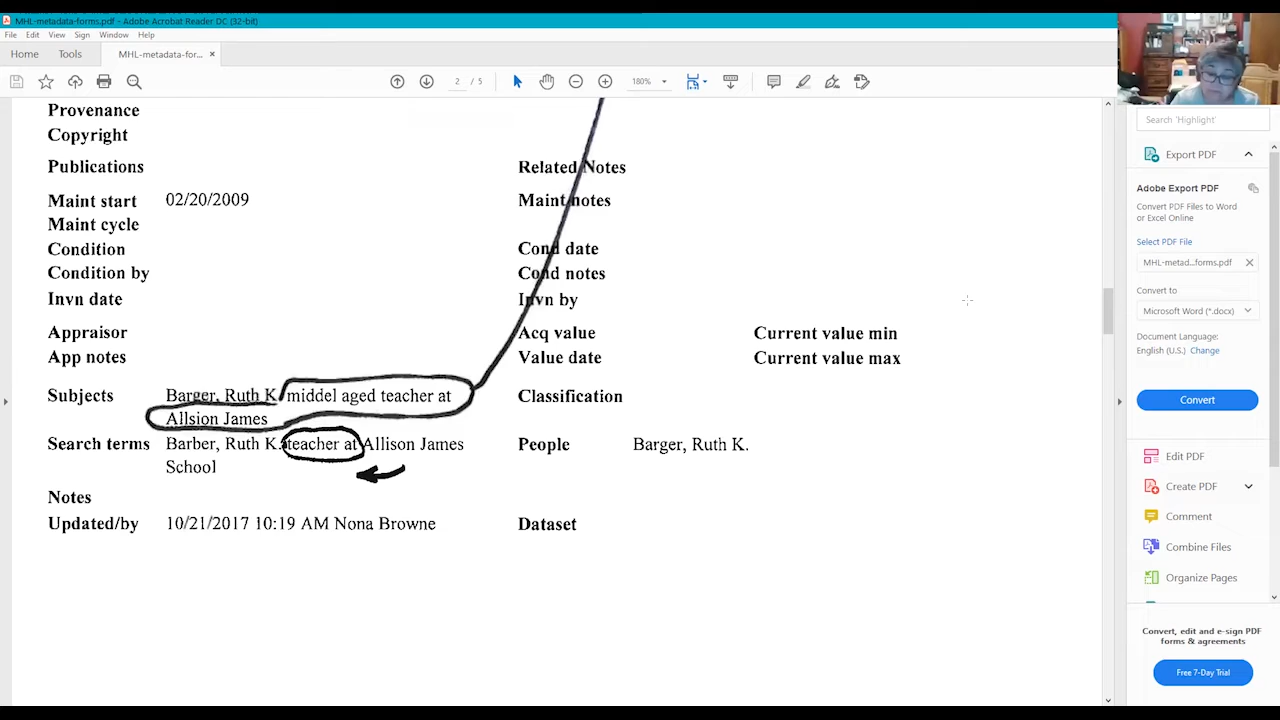 MHL-metadata-forms.pdf - Adobe Acrobat Reader DC (32-bit)
File Edit View Sign Window Help
Home Tools MHL-metadata-for... ×
2 / 5 180%
Search 'Highlight'
Provenance
Copyright
Publications Related Notes
Maint start 02/20/2009 Maint notes
Maint cycle
Condition Cond date
Condition by Cond notes
Invn date Invn by
Appraisor Acq value Current value min
App notes Value date Current value max
Subjects Barger, Ruth K. middel aged teacher at Classification
Allsion James
Search terms Barber, Ruth K. teacher at Allison James People Barger, Ruth K.
School
Notes
Updated/by 10/21/2017 10:19 AM Nona Browne Dataset
Export PDF
Adobe Export PDF
Convert PDF Files to Word
or Excel Online
Select PDF File
MHL-metad...forms.pdf ×
Convert to
Microsoft Word (*.docx)
Document Language:
English (U.S.) Change
Convert
Edit PDF
Create PDF
Comment
Combine Files
Organize Pages
Convert, edit and e-sign PDF
forms & agreements
Free 7-Day Trial